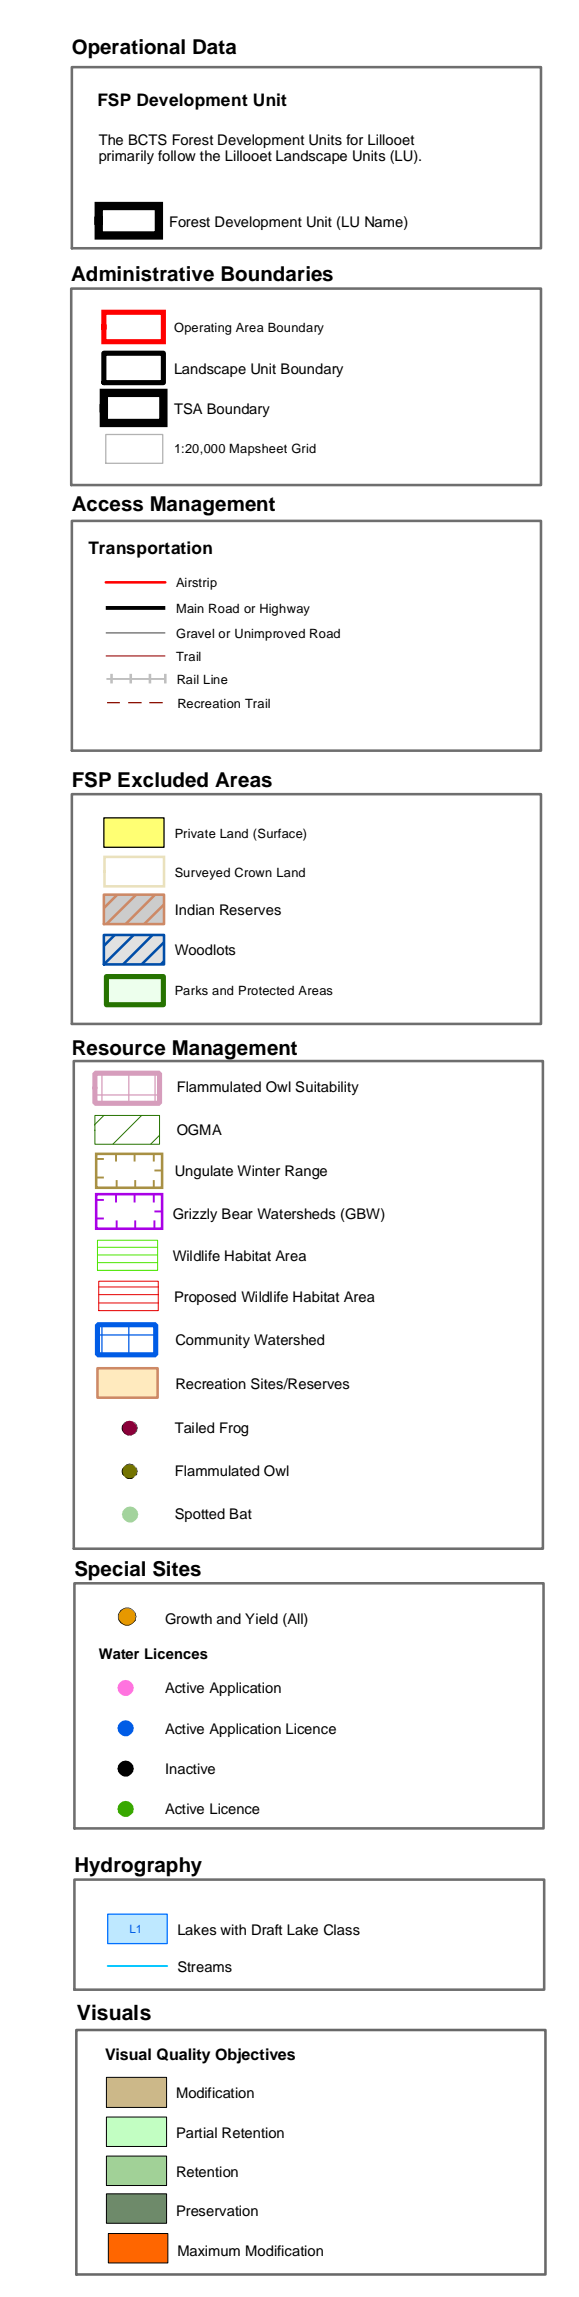 Operational Data
FSP Development Unit
The BCTS Forest Development Units for Lillooet
primarily follow the Lillooet Landscape Units (LU).
Forest Development Unit (LU Name)
Administrative Boundaries
Operating Area Boundary
Landscape Unit Boundary
TSA Boundary
1:20,000 Mapsheet Grid
Access Management
Transportation
Airstrip
Main Road or Highway
Gravel or Unimproved Road
Trail
Rail Line
Recreation Trail
FSP Excluded Areas
Private Land (Surface)
Surveyed Crown Land
Indian Reserves
Woodlots
Parks and Protected Areas
Resource Management
Flammulated Owl Suitability
OGMA
Ungulate Winter Range
Grizzly Bear Watersheds (GBW)
Wildlife Habitat Area
Proposed Wildlife Habitat Area
Community Watershed
Recreation Sites/Reserves
Tailed Frog
Flammulated Owl
Spotted Bat
Special Sites
Growth and Yield (All)
Water Licences
Active Application
Active Application Licence
Inactive
Active Licence
Hydrography
L1 Lakes with Draft Lake Class
Streams
Visuals
Visual Quality Objectives
Modification
Partial Retention
Retention
Preservation
Maximum Modification